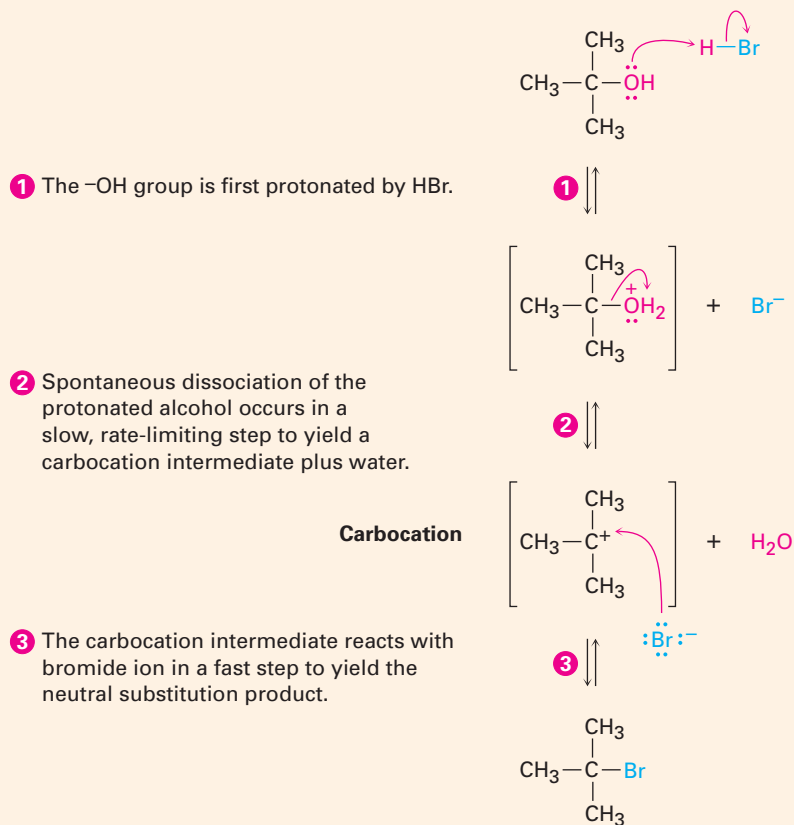 CH₃
CH₃—C—ÖH H—Br
CH₃
1 The –OH group is first protonated by HBr.
1
CH₃
CH₃—C—OH₂ + Br⁻
+
CH₃
2 Spontaneous dissociation of the
protonated alcohol occurs in a
slow, rate-limiting step to yield a
carbocation intermediate plus water.
2
CH₃
Carbocation
CH₃—C⁺ + H₂O
CH₃
:Br:⁻
3 The carbocation intermediate reacts with
bromide ion in a fast step to yield the
neutral substitution product.
3
CH₃
CH₃—C—Br
CH₃